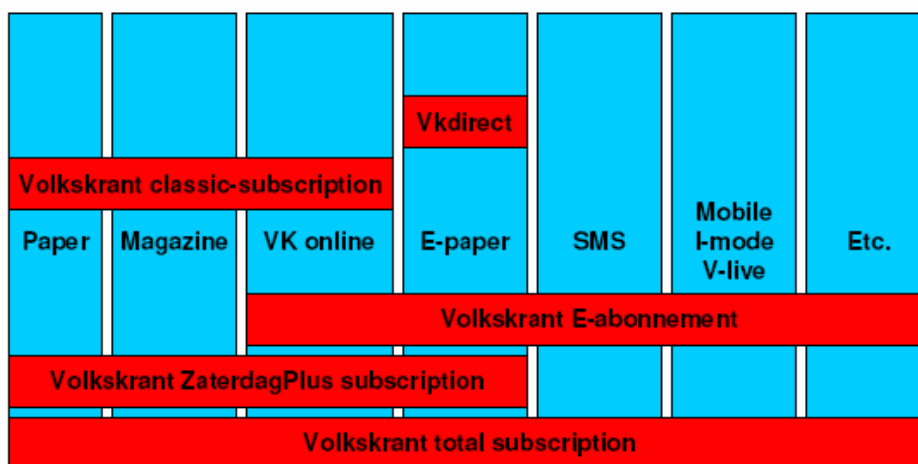 Vkdirect
Volkskrant classic-subscription
Paper
Magazine
VK online
E-paper
SMS
Mobile
I-mode
V-live
Etc.
Volkskrant E-abonnement
Volkskrant ZaterdagPlus subscription
Volkskrant total subscription